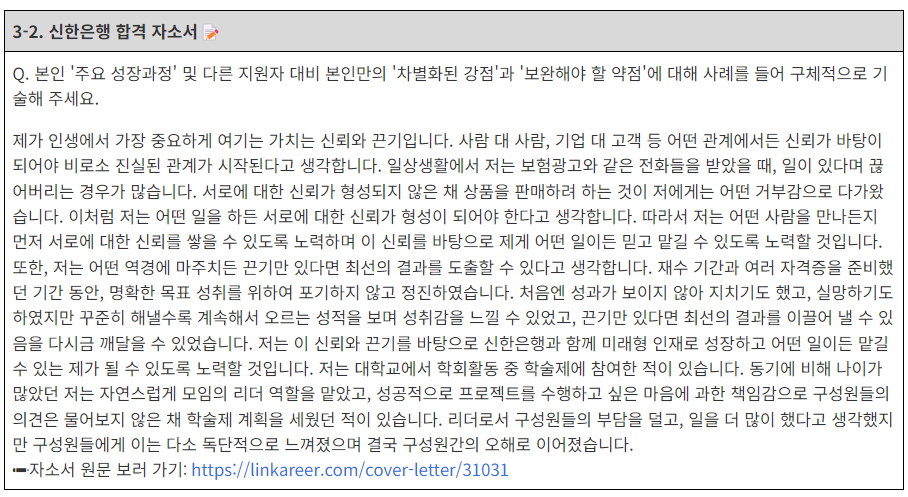 3-2. 신한은행 합격 자소서 📝
Q. 본인 '주요 성장과정' 및 다른 지원자 대비 본인만의 '차별화된 강점'과 '보완해야 할 약점'에 대해 사례를 들어 구체적으로 기
술해 주세요.
제가 인생에서 가장 중요하게 여기는 가치는 신뢰와 끈기입니다. 사람 대 사람, 기업 대 고객 등 어떤 관계에서든 신뢰가 바탕이
되어야 비로소 진실된 관계가 시작된다고 생각합니다. 일상생활에서 저는 보험광고와 같은 전화들을 받았을 때, 일이 있다며 끊
어버리는 경우가 많습니다. 서로에 대한 신뢰가 형성되지 않은 채 상품을 판매하려 하는 것이 저에게는 어떤 거부감으로 다가왔
습니다. 이처럼 저는 어떤 일을 하든 서로에 대한 신뢰가 형성이 되어야 한다고 생각합니다. 따라서 저는 어떤 사람을 만나든지
먼저 서로에 대한 신뢰를 쌓을 수 있도록 노력하며 이 신뢰를 바탕으로 제게 어떤 일이든 믿고 맡길 수 있도록 노력할 것입니다.
또한, 저는 어떤 역경에 마주치든 끈기만 있다면 최선의 결과를 도출할 수 있다고 생각합니다. 재수 기간과 여러 자격증을 준비했
던 기간 동안, 명확한 목표 성취를 위하여 포기하지 않고 정진하였습니다. 처음엔 성과가 보이지 않아 지치기도 했고, 실망하기도
하였지만 꾸준히 해낼수록 계속해서 오르는 성적을 보며 성취감을 느낄 수 있었고, 끈기만 있다면 최선의 결과를 이끌어 낼 수 있
음을 다시금 깨달을 수 있었습니다. 저는 이 신뢰와 끈기를 바탕으로 신한은행과 함께 미래형 인재로 성장하고 어떤 일이든 맡길
수 있는 제가 될 수 있도록 노력할 것입니다. 저는 대학교에서 학회활동 중 학술제에 참여한 적이 있습니다. 동기에 비해 나이가
많았던 저는 자연스럽게 모임의 리더 역할을 맡았고, 성공적으로 프로젝트를 수행하고 싶은 마음에 과한 책임감으로 구성원들의
의견은 물어보지 않은 채 학술제 계획을 세웠던 적이 있습니다. 리더로서 구성원들의 부담을 덜고, 일을 더 많이 했다고 생각했지
만 구성원들에게 이는 다소 독단적으로 느껴졌으며 결국 구성원간의 오해로 이어졌습니다.
➖자소서 원문 보러 가기: https://linkareer.com/cover-letter/31031